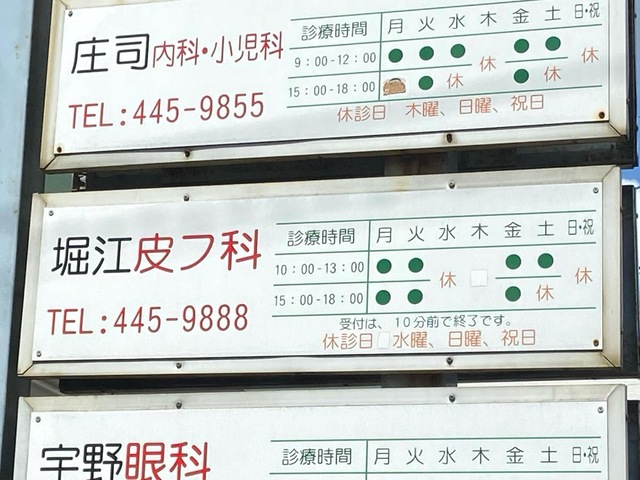 庄司内科・小児科
TEL:445-9855
診療時間 月 火 水 木 金 土 日・祝
9:00-12:00 ● ● ● 休 ● ● 休
15:00-18:00 ● 休 ● 休
休診日 木曜、日曜、祝日
堀江皮フ科
TEL:445-9888
診療時間 月 火 水 木 金 土 日・祝
10:00-13:00 ● ● 休 ● ● 休
15:00-18:00 ● ● ● 休
受付は、10分前で終了です。
休診日 水曜、日曜、祝日
宇野眼科
診療時間 月 火 水 木 金 土 日・祝